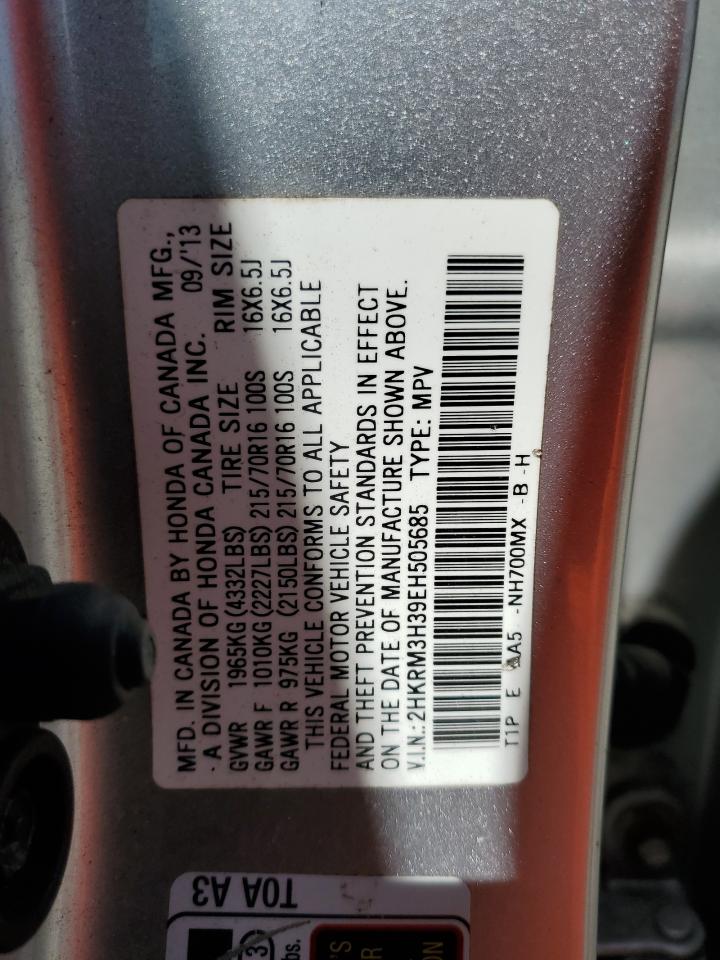 MFD. IN CANADA BY HONDA OF CANADA MFG.,
A DIVISION OF HONDA CANADA INC. 09/'13
GVWR 1965KG(4332LBS) TIRE SIZE RIM SIZE
GAWR F 1010KG(2227LBS)215/70R16 100S 16X6.5J
GAWR R 975KG (2150LBS)215/70R16 100S 16X6.5J
THIS VEHICLE CONFORMS TO ALL APPLICABLE
FEDERAL MOTOR VEHICLE SAFETY
AND THEFT PREVENTION STANDARDS IN EFFECT
ON THE DATE OF MANUFACTURE SHOWN ABOVE.
V.I.N.:2HKRM3H39EH505685 TYPE: MPV
T1P E AA5 -NH700MX -B -H
T0A A3